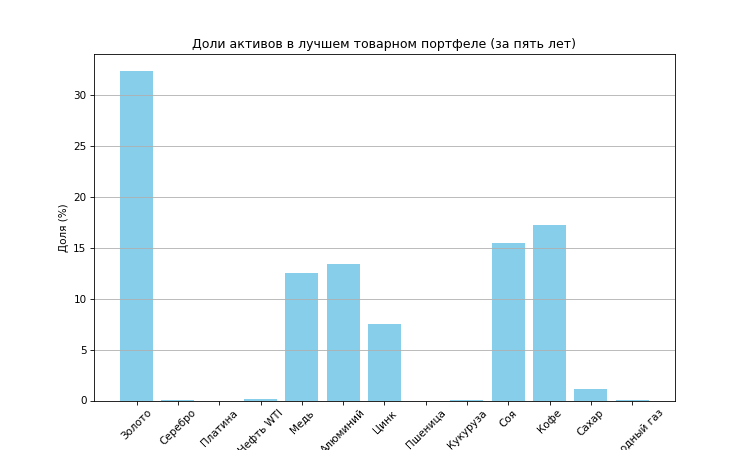 Доли активов в лучшем товарном портфеле (за пять лет)
Доля (%)
30
25
20
15
10
5
0
Золото
Серебро
Платина
Нефть WTI
Медь
Алюминий
Цинк
Пшеница
Кукуруза
Соя
Кофе
Сахар
газ